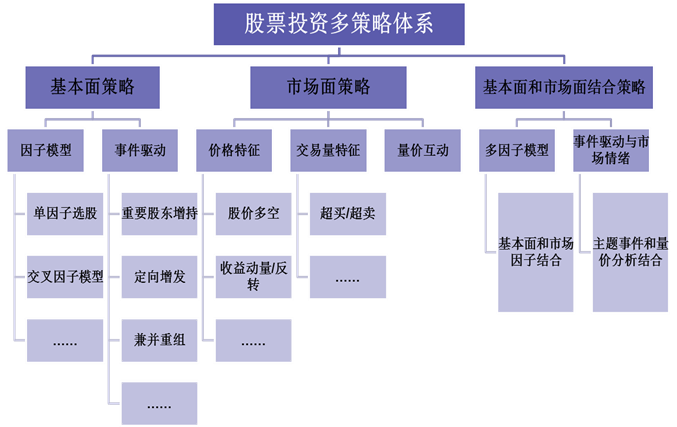 股票投资多策略体系
基本面策略
市场面策略
基本面和市场面结合策略
因子模型
事件驱动
价格特征
交易量特征
量价互动
多因子模型
事件驱动与市
场情绪
单因子选股
重要股东增持
股价多空
超买/超卖
基本面和市场
因子结合
主题事件和量
价分析结合
交叉因子模型
定向增发
收益动量/反
转
......
......
兼并重组
......
......